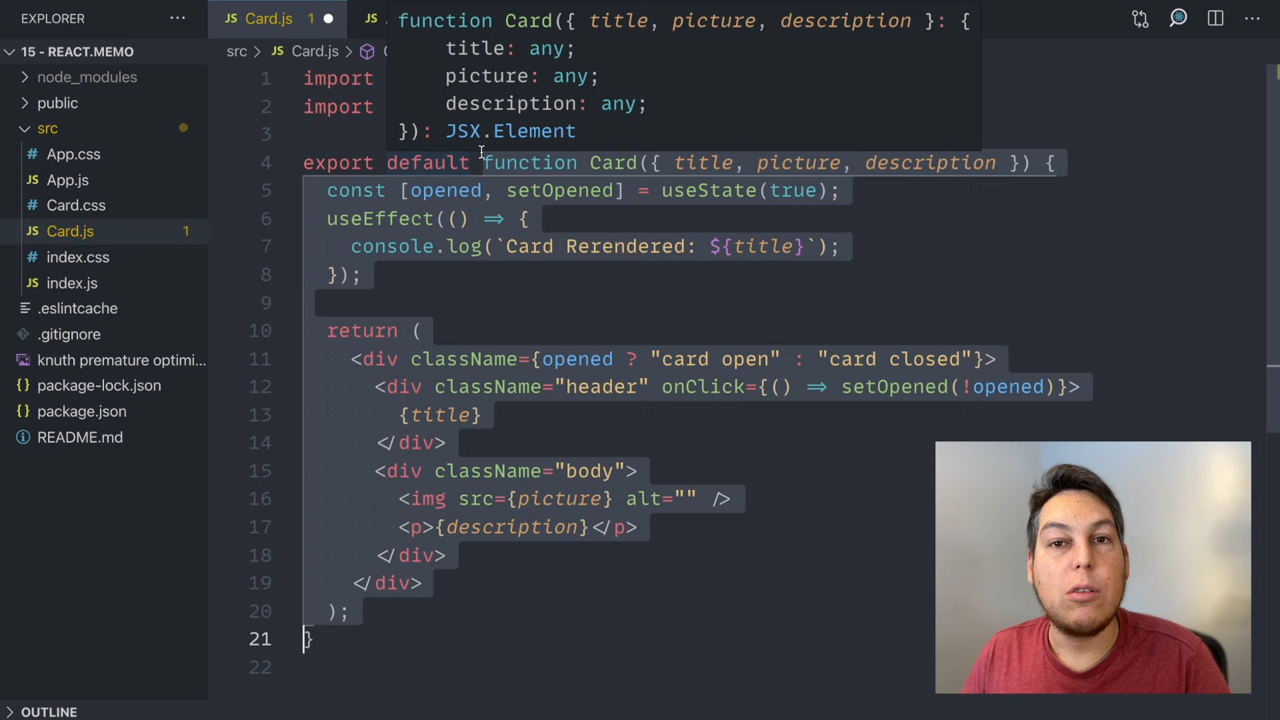 EXPLORER
15 - REACT.MEMO
node_modules
public
src
App.css
App.js
Card.css
Card.js 1
index.css
index.js
.eslintcache
.gitignore
knuth premature optimi...
package-lock.json
package.json
README.md
OUTLINE
JS Card.js 1
JS
src > JS Card.js >
function Card({ title, picture, description }: {
title: any;
picture: any;
description: any;
}): JSX.Element
1 import
2 import
3
4 export default function Card({ title, picture, description }) {
5 const [opened, setOpened] = useState(true);
6 useEffect(() => {
7 console.log(`Card Rerendered: ${title}`);
8 });
9
10 return (
11 <div className={opened ? "card open" : "card closed"}>
12 <div className="header" onClick={() => setOpened(!opened)}>
13 {title}
14 </div>
15 <div className="body">
16 <img src={picture} alt="" />
17 <p>{description}</p>
18 </div>
19 </div>
20 );
21 }
22